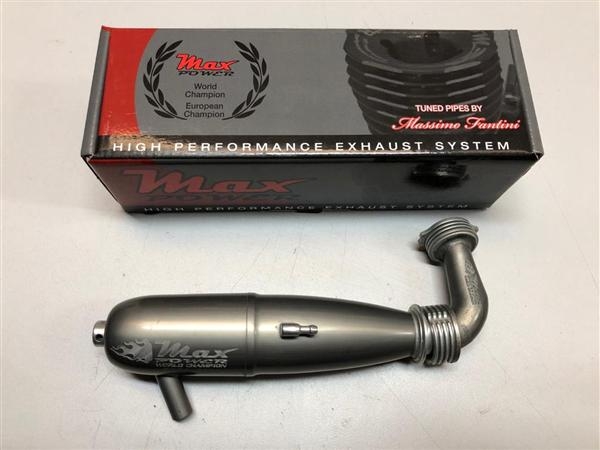 Max
POWER
World
Champion
European
Champion
TUNED PIPES BY
Massimo Fantini
HIGH PERFORMANCE EXHAUST SYSTEM
Max
POWER
HIGH PERFORMANCE EXHAUST SYSTEM
Max
POWER
WORLD CHAMPION